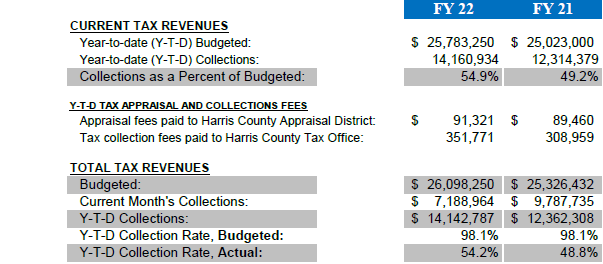 FY 22 FY 21
CURRENT TAX REVENUES
Year-to-date (Y-T-D) Budgeted: $ 25,783,250 $ 25,023,000
Year-to-date (Y-T-D) Collections: 14,160,934 12,314,379
Collections as a Percent of Budgeted: 54.9% 49.2%
Y-T-D TAX APPRAISAL AND COLLECTIONS FEES
Appraisal fees paid to Harris County Appraisal District: $ 91,321 $ 89,460
Tax collection fees paid to Harris County Tax Office: 351,771 308,959
TOTAL TAX REVENUES
Budgeted: $ 26,098,250 $ 25,326,432
Current Month's Collections: $ 7,188,964 $ 9,787,735
Y-T-D Collections: $ 14,142,787 $ 12,362,308
Y-T-D Collection Rate, Budgeted: 98.1% 98.1%
Y-T-D Collection Rate, Actual: 54.2% 48.8%